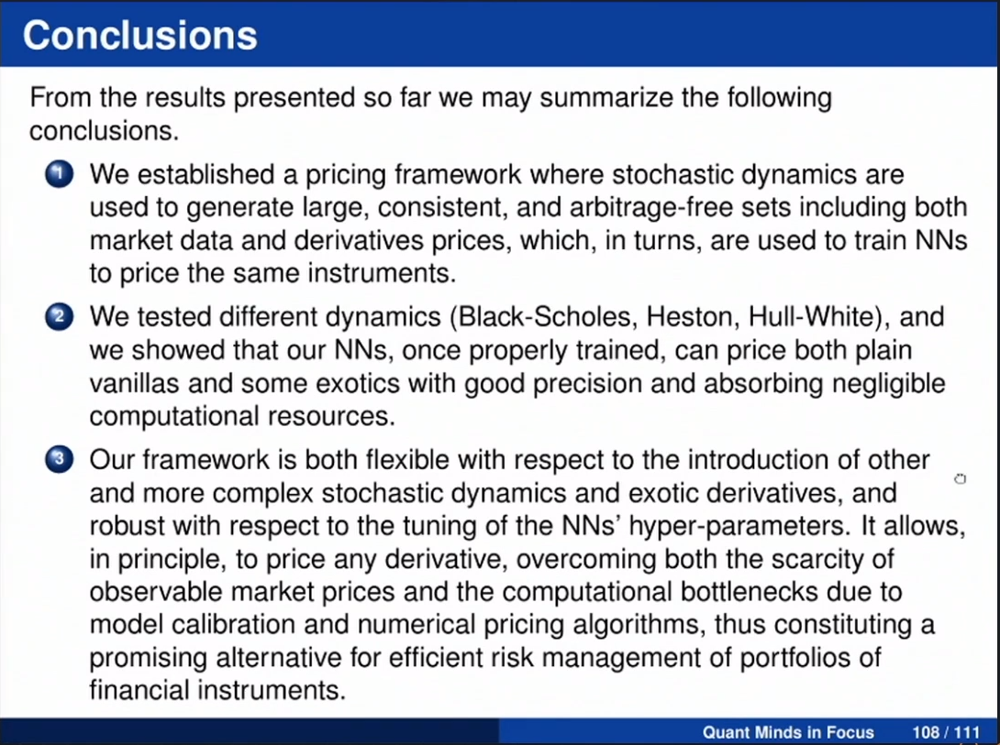 Conclusions
From the results presented so far we may summarize the following
conclusions.
1 We established a pricing framework where stochastic dynamics are
used to generate large, consistent, and arbitrage-free sets including both
market data and derivatives prices, which, in turns, are used to train NNs
to price the same instruments.
2 We tested different dynamics (Black-Scholes, Heston, Hull-White), and
we showed that our NNs, once properly trained, can price both plain
vanillas and some exotics with good precision and absorbing negligible
computational resources.
3 Our framework is both flexible with respect to the introduction of other
and more complex stochastic dynamics and exotic derivatives, and
robust with respect to the tuning of the NNs' hyper-parameters. It allows,
in principle, to price any derivative, overcoming both the scarcity of
observable market prices and the computational bottlenecks due to
model calibration and numerical pricing algorithms, thus constituting a
promising alternative for efficient risk management of portfolios of
financial instruments.
Quant Minds in Focus 108 / 111